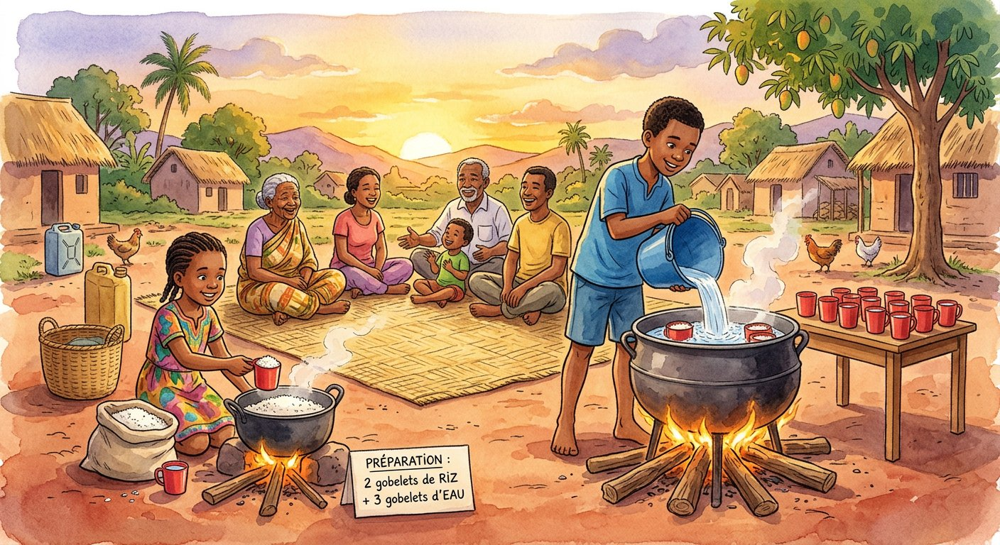 PRÉPARATION :
2 gobelets de RiZ
+ 3 gobelets d'EAU